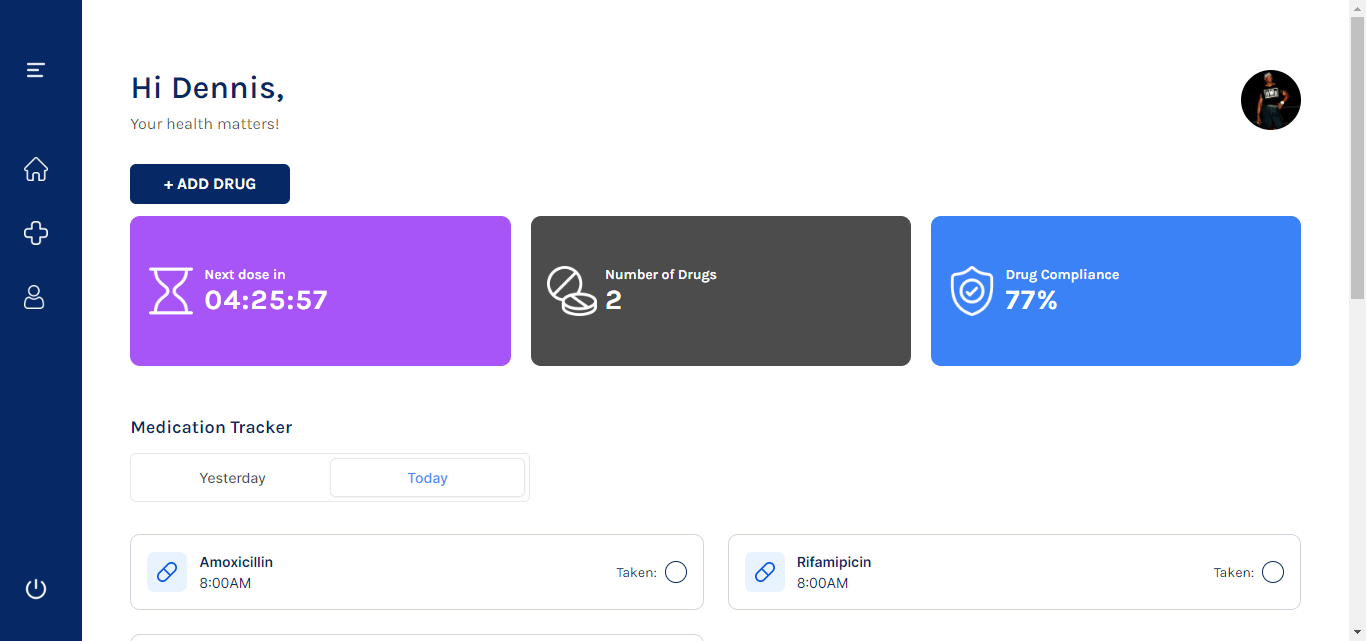 Hi Dennis,
Your health matters!
+ ADD DRUG
Next dose in
04:25:57
Number of Drugs
2
Drug Compliance
77%
Medication Tracker
Yesterday
Today
Amoxicillin
8:00AM
Taken:
Rifamipicin
8:00AM
Taken: